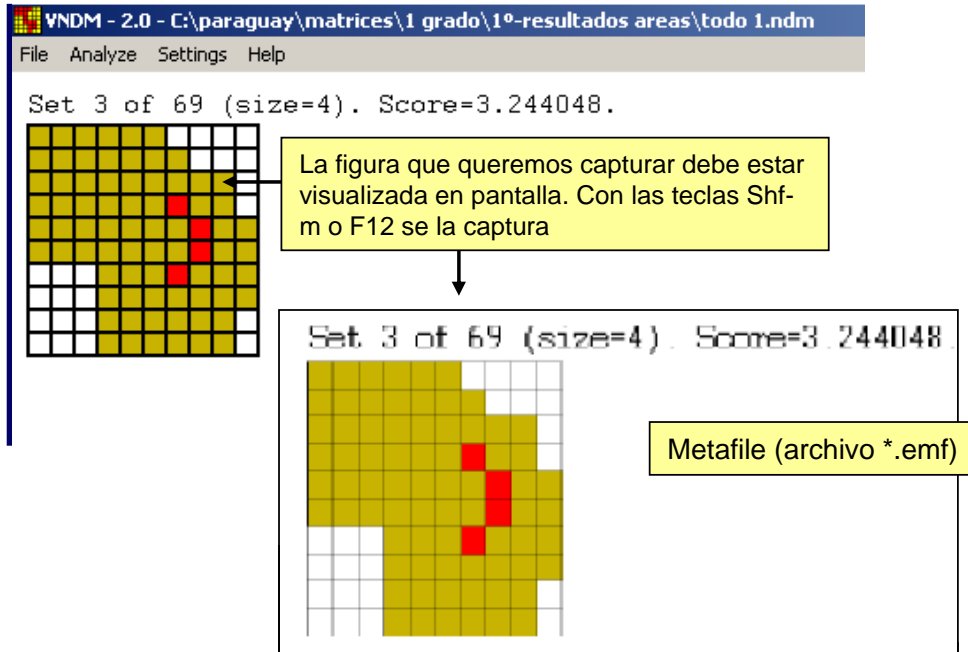 VNDM - 2.0 - C:\paraguay\matrices\1 grado\1º-resultados areas\todo 1.ndm
File Analyze Settings Help
Set 3 of 69 (size=4). Score=3.244048.
La figura que queremos capturar debe estar
visualizada en pantalla. Con las teclas Shf-
m o F12 se la captura
Set 3 of 69 (size=4). Score=3.244048.
Metafile (archivo *.emf)